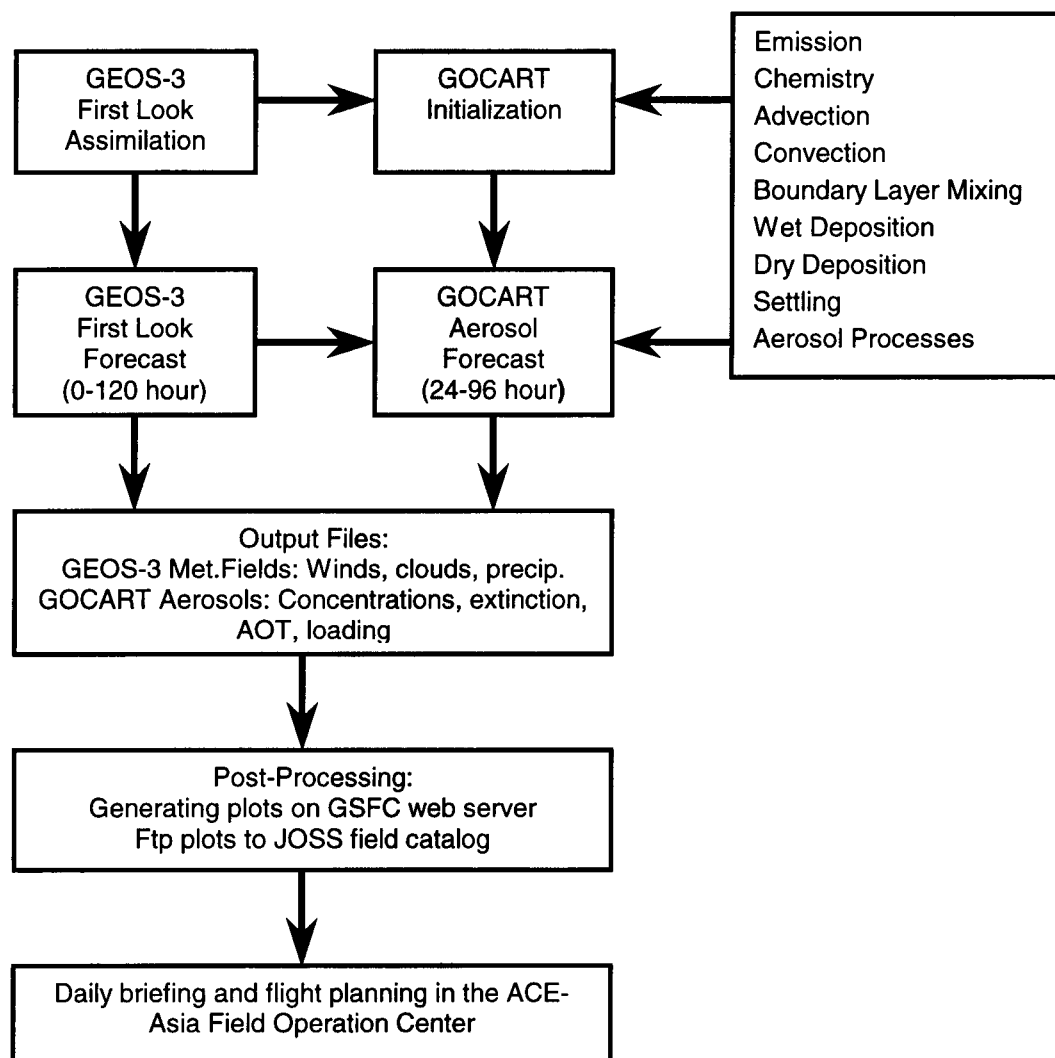 GEOS-3
First Look
Assimilation
GOCART
Initialization
Emission
Chemistry
Advection
Convection
Boundary Layer Mixing
Wet Deposition
Dry Deposition
Settling
Aerosol Processes
GEOS-3
First Look
Forecast
(0-120 hour)
GOCART
Aerosol
Forecast
(24-96 hour)
Output Files:
GEOS-3 Met.Fields: Winds, clouds, precip.
GOCART Aerosols: Concentrations, extinction,
AOT, loading
Post-Processing:
Generating plots on GSFC web server
Ftp plots to JOSS field catalog
Daily briefing and flight planning in the ACE-
Asia Field Operation Center